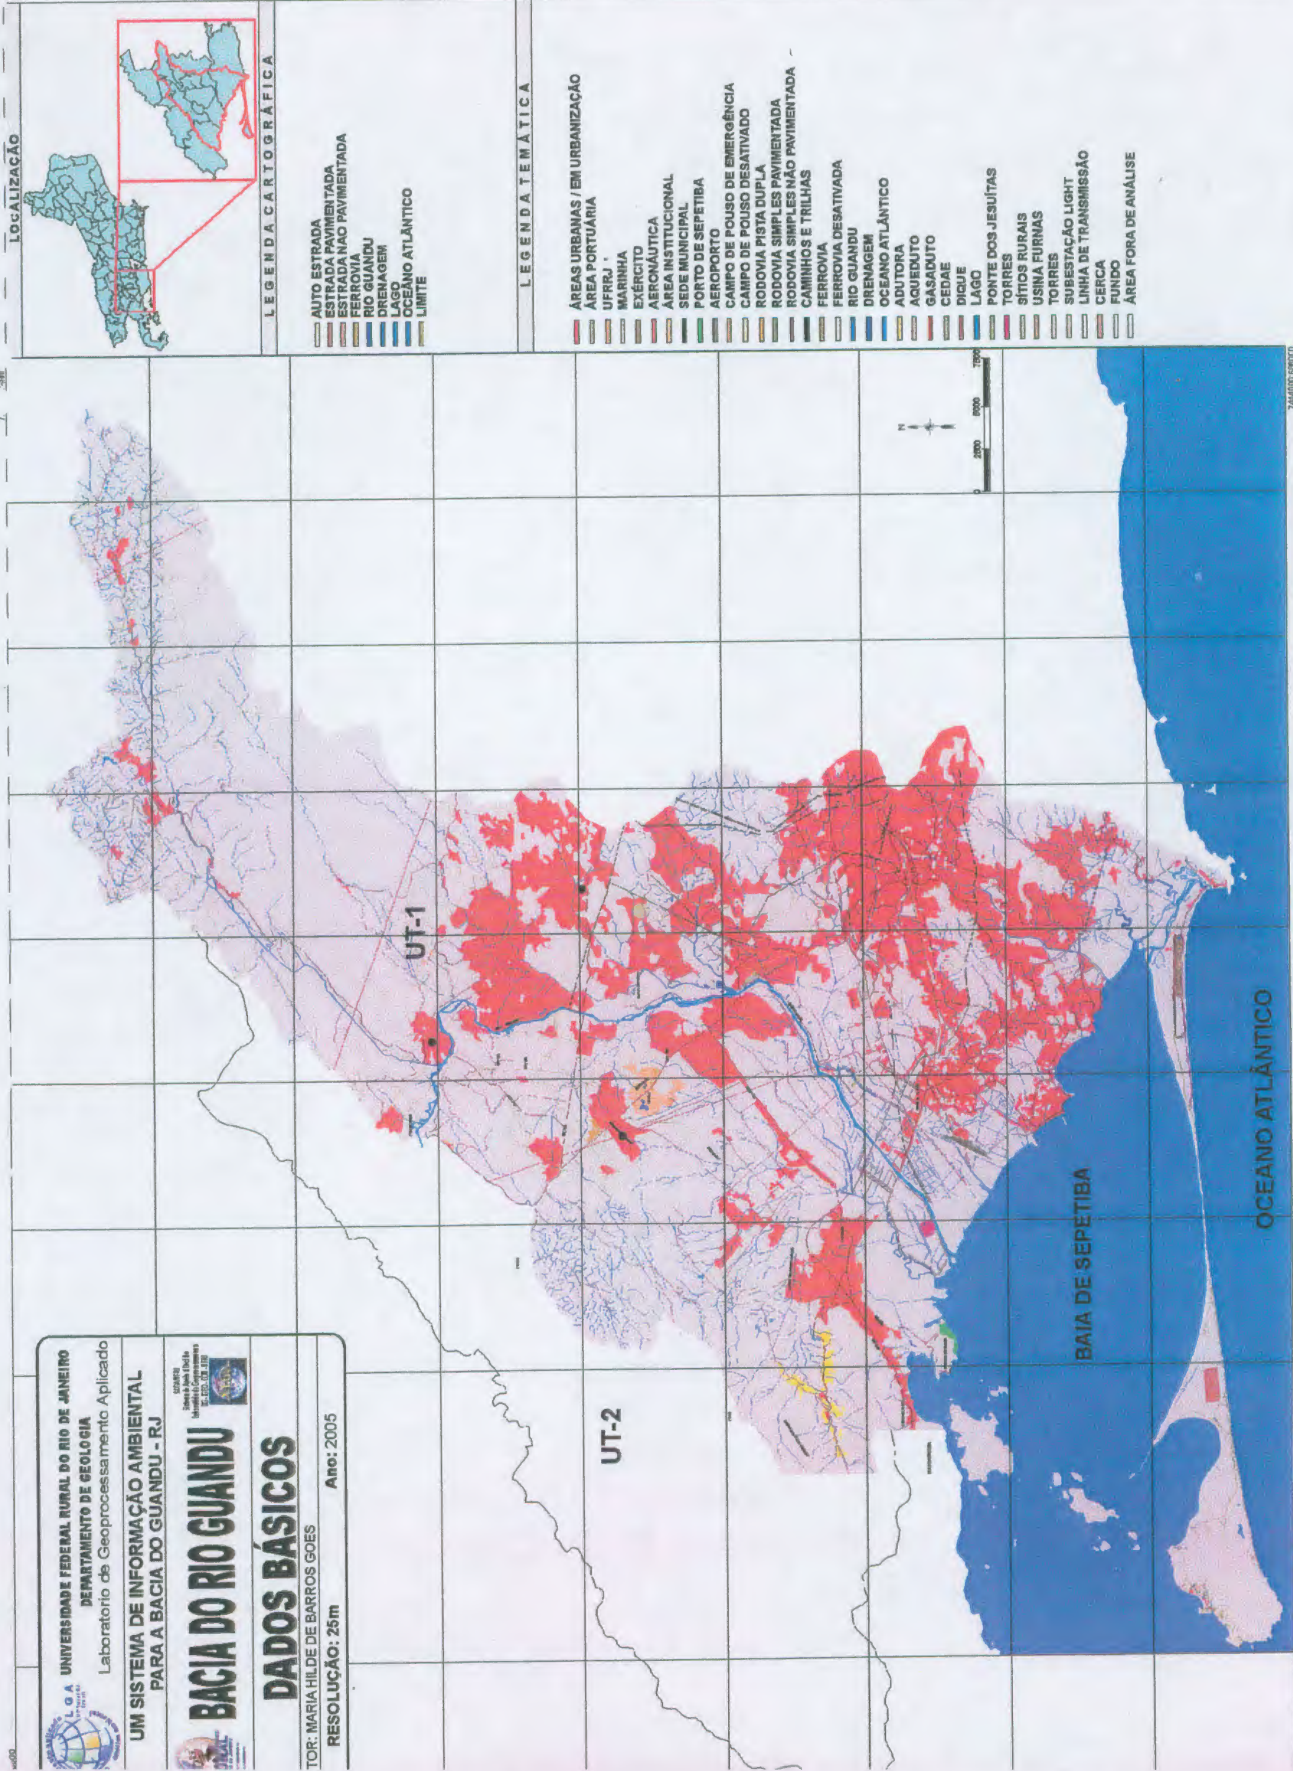 L G A
UNIVERSIDADE FEDERAL RURAL DO RIO DE JANEIRO
DEPARTAMENTO DE GEOLOGIA
Laboratorio de Geoprocessamento Aplicado
UM SISTEMA DE INFORMAÇÃO AMBIENTAL
PARA A BACIA DO GUANDU - RJ
BACIA DO RIO GUANDU
DADOS BÁSICOS
TOR: MARIA HILDE DE BARROS GOES
RESOLUÇÃO: 25m
Ano: 2005
UT-1
UT-2
BAIA DE SEPETIBA
OCEANO ATLÂNTICO
N
0 2500 5000 7500
LOCALIZAÇÃO
LEGENDA CARTOGRÁFICA
AUTO ESTRADA
ESTRADA PAVIMENTADA
ESTRADA NAO PAVIMENTADA
FERROVIA
RIO GUANDU
DRENAGEM
LAGO
OCEÂNO ATLÂNTICO
LIMITE
LEGENDA TEMÁTICA
ÁREAS URBANAS / EM URBANIZAÇÃO
ÁREA PORTUÁRIA
UFRRJ
MARINHA
EXÉRCITO
AERONÁUTICA
ÁREA INSTITUCIONAL
SEDE MUNICIPAL
PORTO DE SEPETIBA
AEROPORTO
CAMPO DE POUSO DE EMERGÊNCIA
CAMPO DE POUSO DESATIVADO
RODOVIA PISTA DUPLA
RODOVIA SIMPLES PAVIMENTADA
RODOVIA SIMPLES NÃO PAVIMENTADA
CAMINHOS E TRILHAS
FERROVIA
FERROVIA DESATIVADA
RIO GUANDU
DRENAGEM
OCEANO ATLÂNTICO
ADUTORA
AQUEDUTO
GASADUTO
CEDAE
DIQUE
LAGO
PONTE DOS JESUÍTAS
TORRES
SÍTIOS RURAIS
USINA FURNAS
TORRES
SUBESTAÇÃO LIGHT
LINHA DE TRANSMISSÃO
CERCA
FUNDO
ÁREA FORA DE ANÁLISE